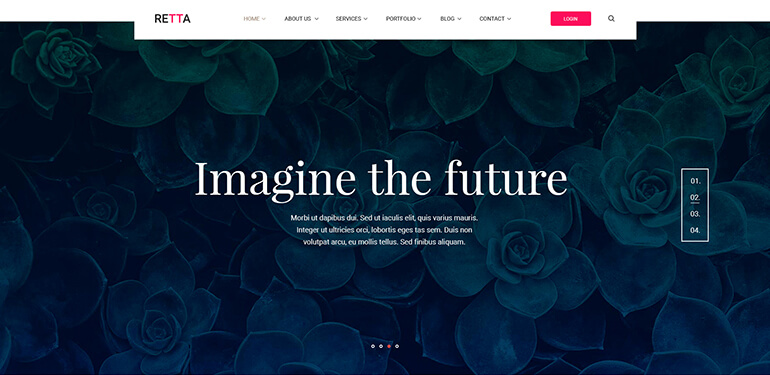 RETTA
HOME
ABOUT US
SERVICES
PORTFOLIO
BLOG
CONTACT
LOGIN
Imagine the future
Morbi ut dapibus dui. Sed ut iaculis elit, quis varius mauris.
Integer ut ultricies orci, lobortis eges tas sem. Duis non
volutpat arcu, eu mollis tellus. Sed finibus aliquam.
01.
02.
03.
04.